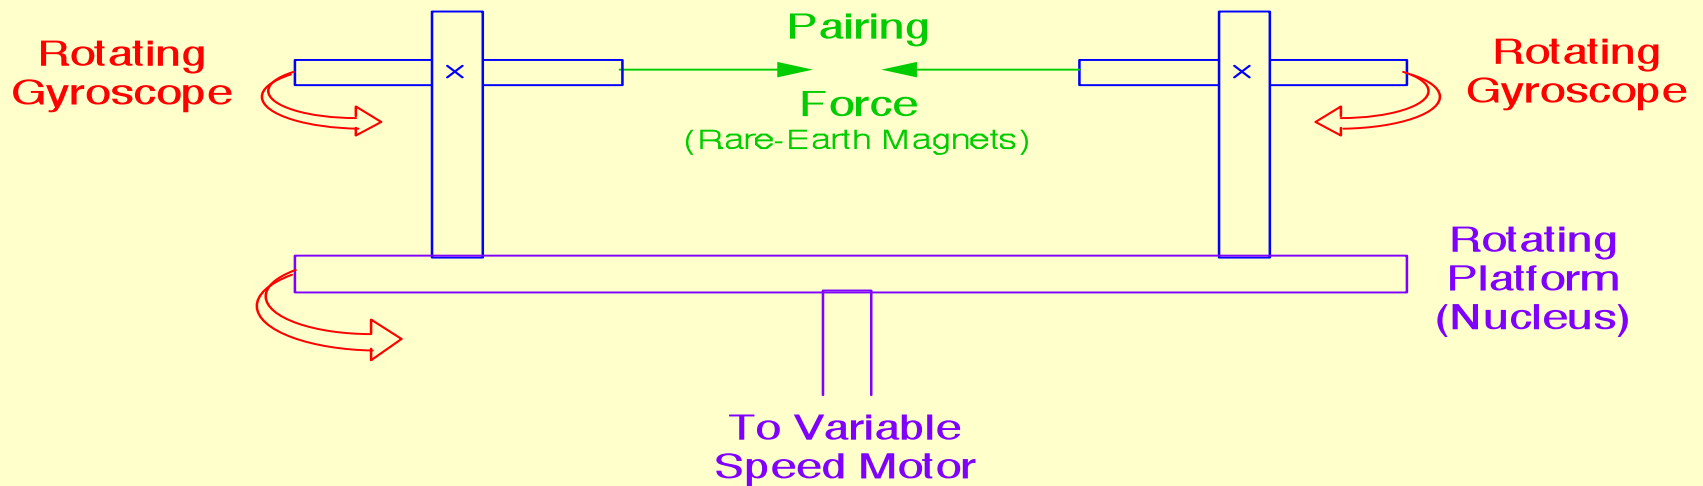 Rotating
Gyroscope
Pairing
Force
(Rare-Earth Magnets)
Rotating
Gyroscope
X
X
Rotating
Platform
(Nucleus)
To Variable
Speed Motor